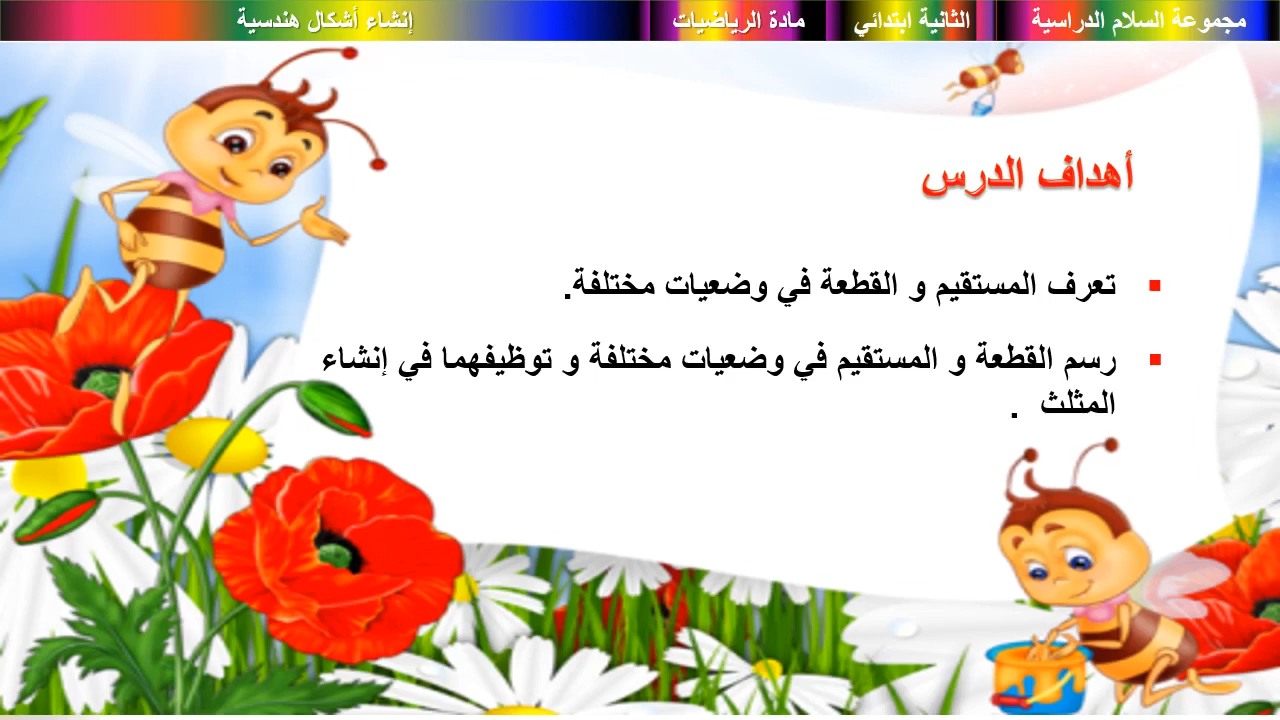 مجموعة السلام الدراسية
الثانية ابتدائي
مادة الرياضيات
إنشاء أشكال هندسية
أهداف الدرس
▪ تعرف المستقيم و القطعة في وضعيات مختلفة.
▪ رسم القطعة و المستقيم في وضعيات مختلفة و توظيفهما في إنشاء
المثلث .